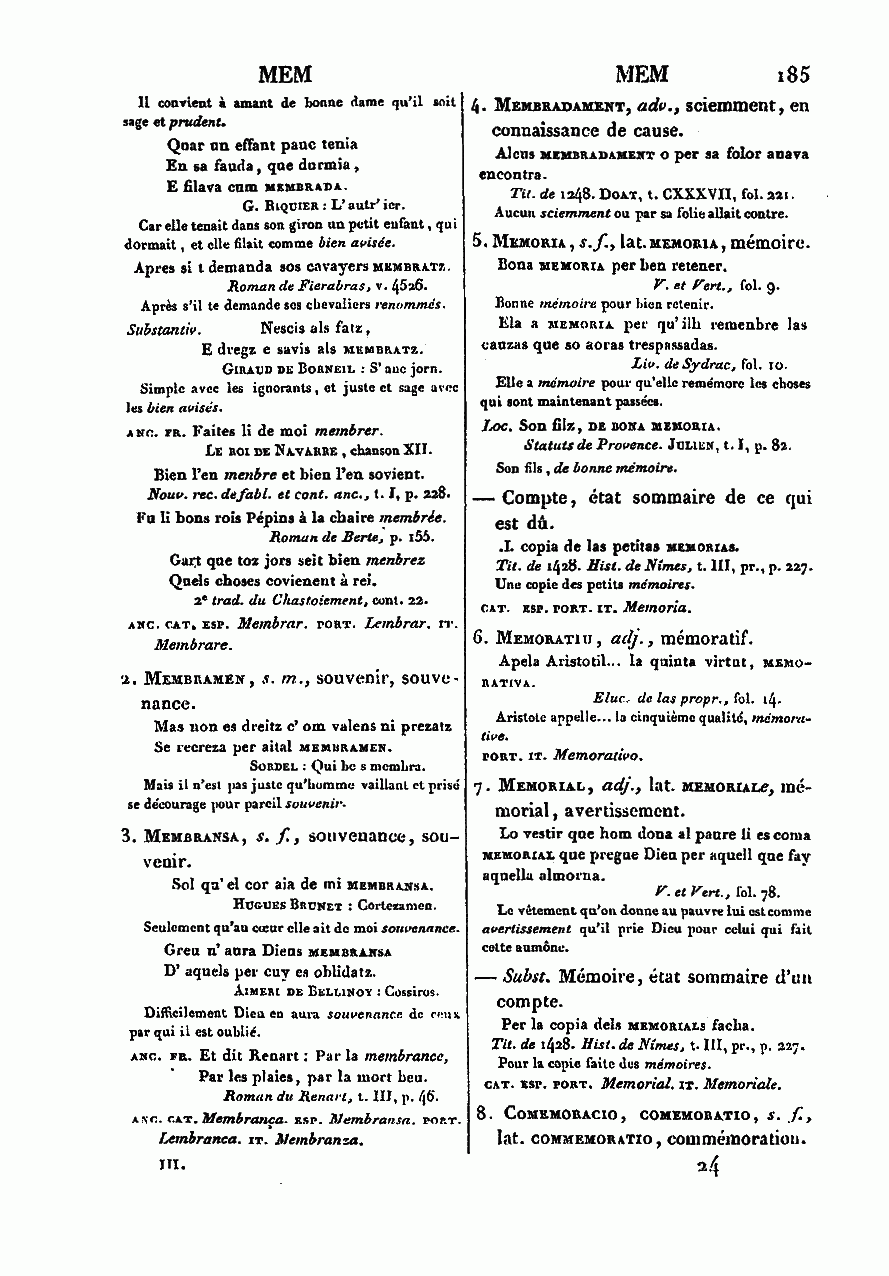 MEM
MEM
185
Il convient à amant de bonne dame qu'il soit
sage et prudent.
Quar un effant pauc tenia
En sa fauda, que dormia,
E filava cum MEMBRADA.
G. RIQUIER : L'autr'ier.
Car elle tenait dans son giron un petit enfant, qui
dormait, et elle filait comme bien avisée.
Apres si t demanda sos cavayers MEMBRATZ.
Roman de Fierabras, v. 4526.
Après s'il te demande ses chevaliers renommés.
Substantiv. Nescis als fatz,
E dregz e savis als MEMBRATZ.
GIRAUD DE BORNEIL : S'auc jorn.
Simple avec les ignorants, et juste et sage avec
les bien avisés.
ANC. FR. Faites li de moi membrer.
LE ROI DE NAVARRE, chanson XII.
Bien l'en menbre et bien l'en sovient.
Nouv. rec. de fabl. et cont. anc., t. I, p. 228.
Fu li bons rois Pépins à la chaire membrée.
Roman de Berte, p. 155.
Gart que toz jors seit bien menbrez
Quels choses covienent à rei.
2e trad. du Chastoiement, cont. 22.
ANC. CAT. ESP. Membrar. PORT. Lembrar. IT.
Membrare.
2. MEMBRAMEN, s. m., souvenir, souve-
nance.
Mas non es dreitz c' om valens ni prezatz
Se recreza per aital MEMBRAMEN.
SORDEL : Qui be s membra.
Mais il n'est pas juste qu'homme vaillant et prisé
se décourage pour pareil souvenir.
3. MEMBRANSA, s. f., souvenance, sou-
venir.
Sol qu' el cor aia de mi MEMBRANSA.
HUGUES BRUNET : Cortezamen.
Seulement qu'au cœur elle ait de moi souvenance.
Greu n' aura Dieus MEMBRANSA
D' aquels per cuy es oblidatz.
AIMERI DE BELLINOY : Cossiros.
Difficilement Dieu en aura souvenance de ceux
par qui il est oublié.
ANC. FR. Et dit Renart : Par la membrance,
Par les plaies, par la mort beu.
Roman du Renart, t. III, p. 46.
ANC. CAT. Membrança. ESP. Membransa. PORT.
Lembranca. IT. Membranza.
III.
4. MEMBRADAMENT, adv., sciemment, en
connaissance de cause.
Alcus MEMBRADAMENT o per sa folor anava
encontra.
Tit. de 1248. DOAT, t. CXXXVII, fol. 221.
Aucun sciemment ou par sa folie allait contre.
5. MEMORIA, s. f., lat. MEMORIA, mémoire.
Bona MEMORIA per ben retener.
V. et Vert., fol. 9.
Bonne mémoire pour bien retenir.
Ela a MEMORIA per qu'ilh remenbre las
cauzas que so aoras trespassadas.
Liv. de Sydrac, fol. 10.
Elle a mémoire pour qu'elle remémore les choses
qui sont maintenant passées.
Loc. Son filz, DE BONA MEMORIA.
Statuts de Provence. JULIEN, t. I, p. 82.
Son fils, de bonne mémoire.
— Compte, état sommaire de ce qui
est dû.
.I. copia de las petitas MEMORIAS.
Tit. de 1428. Hist. de Nîmes, t. III, pr., p. 227.
Une copie des petits mémoires.
CAT. ESP. PORT. IT. Memoria.
6. MEMORATIU, adj., mémoratif.
Apela Aristotil... la quinta virtut, MEMO-
RATIVA.
Eluc. de las propr., fol. 14.
Aristote appelle... la cinquième qualité, mémora-
tive.
PORT. IT. Memorativo.
7. MEMORIAL, adj., lat. MEMORIALe, mé-
morial, avertissement.
Lo vestir que hom dona al paure li es coma
MEMORIAL que pregue Dieu per aquell que fay
aquella almorna.
V. et Vert., fol. 78.
Le vêtement qu'on donne au pauvre lui est comme
avertissement qu'il prie Dieu pour celui qui fait
cette aumône.
— Subst. Mémoire, état sommaire d'un
compte.
Per la copia dels MEMORIALS facha.
Tit. de 1428. Hist. de Nîmes, t. III, pr., p. 227.
Pour la copie faite des mémoires.
CAT. ESP. PORT. Memorial. IT. Memoriale.
8. COMEMORACIO, COMEMORATIO, s. f.,
lat. COMMEMORATIO, commémoration.
24